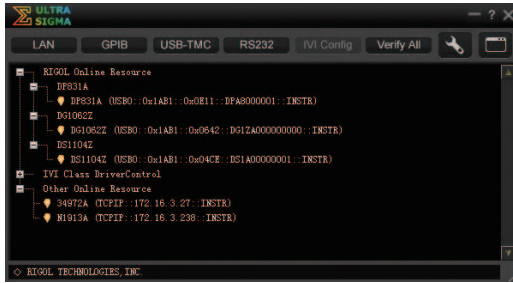 ULTRA
SIGMA
LAN GPIB USB-TMC RS232 IVI Config Verify All
RIGOL Online Resource
DP831A
DP831A (USB0::0x1AB1::0x0E11::DPA8000001::INSTR)
DG1062Z
DG1062Z (USB0::0x1AB1::0x0642::DG1ZA000000000::INSTR)
DS1104Z
DS1104Z (USB0::0x1AB1::0x04CE::DS1A00000001::INSTR)
IVI Class DriverControl
Other Online Resource
34972A (TCPIP::172.16.3.27::INSTR)
N1913A (TCPIP::172.16.3.238::INSTR)
RIGOL TECHNOLOGIES, INC.